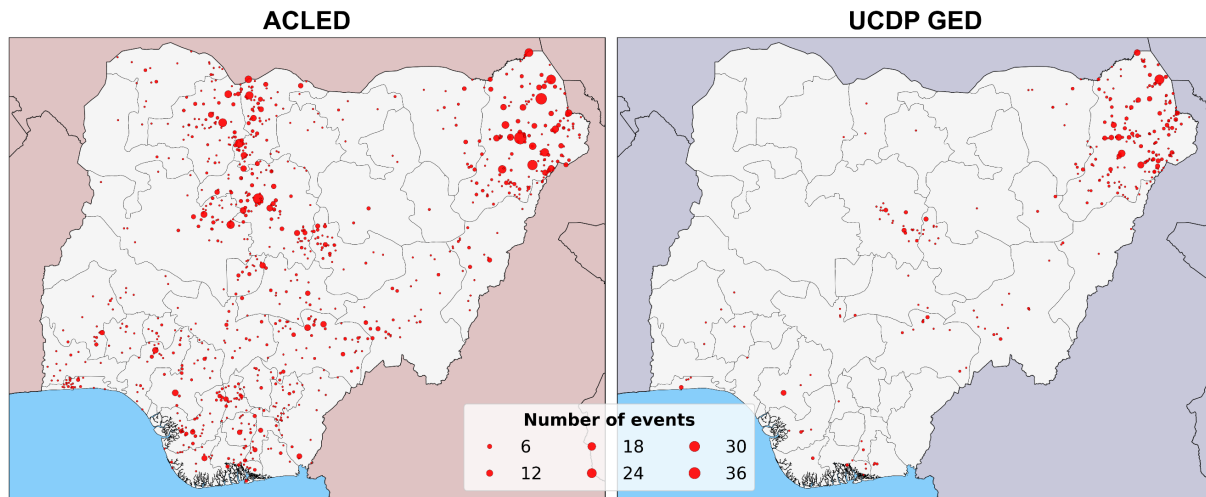 ACLED
UCDP GED
Number of events
6 18 30
12 24 36